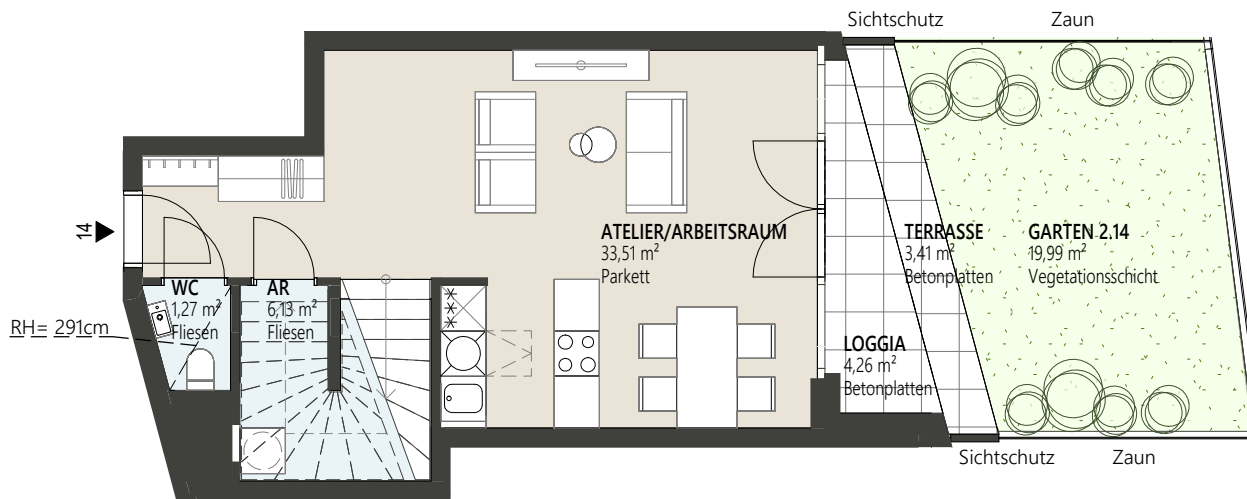 Sichtschutz
Zaun
14
ATELIER/ARBEITSRAUM
33,51 m²
Parkett
TERRASSE
3,41 m²
Betonplatten
GARTEN 2.14
19,99 m²
Vegetationsschicht
WC
1,27 m²
Fliesen
AR
6,13 m²
Fliesen
RH= 291cm
LOGGIA
4,26 m²
Betonplatten
Sichtschutz
Zaun